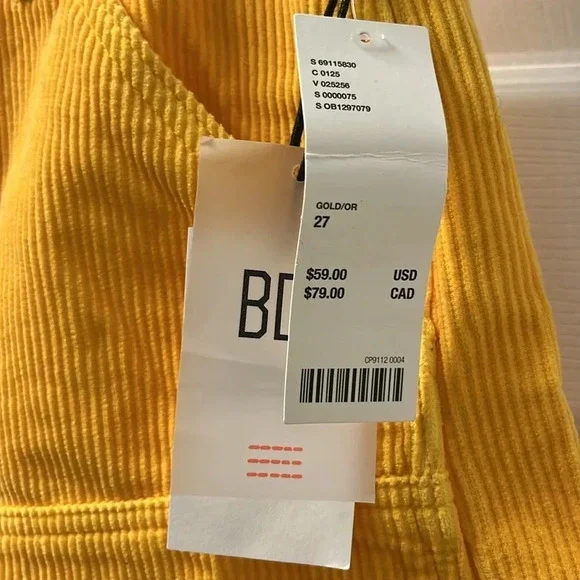 S 69115830
C 0125
V 025256
S 0000075
S OB1297079
GOLD/OR
27
$59.00 USD
$79.00 CAD
CP9112 0004
BD